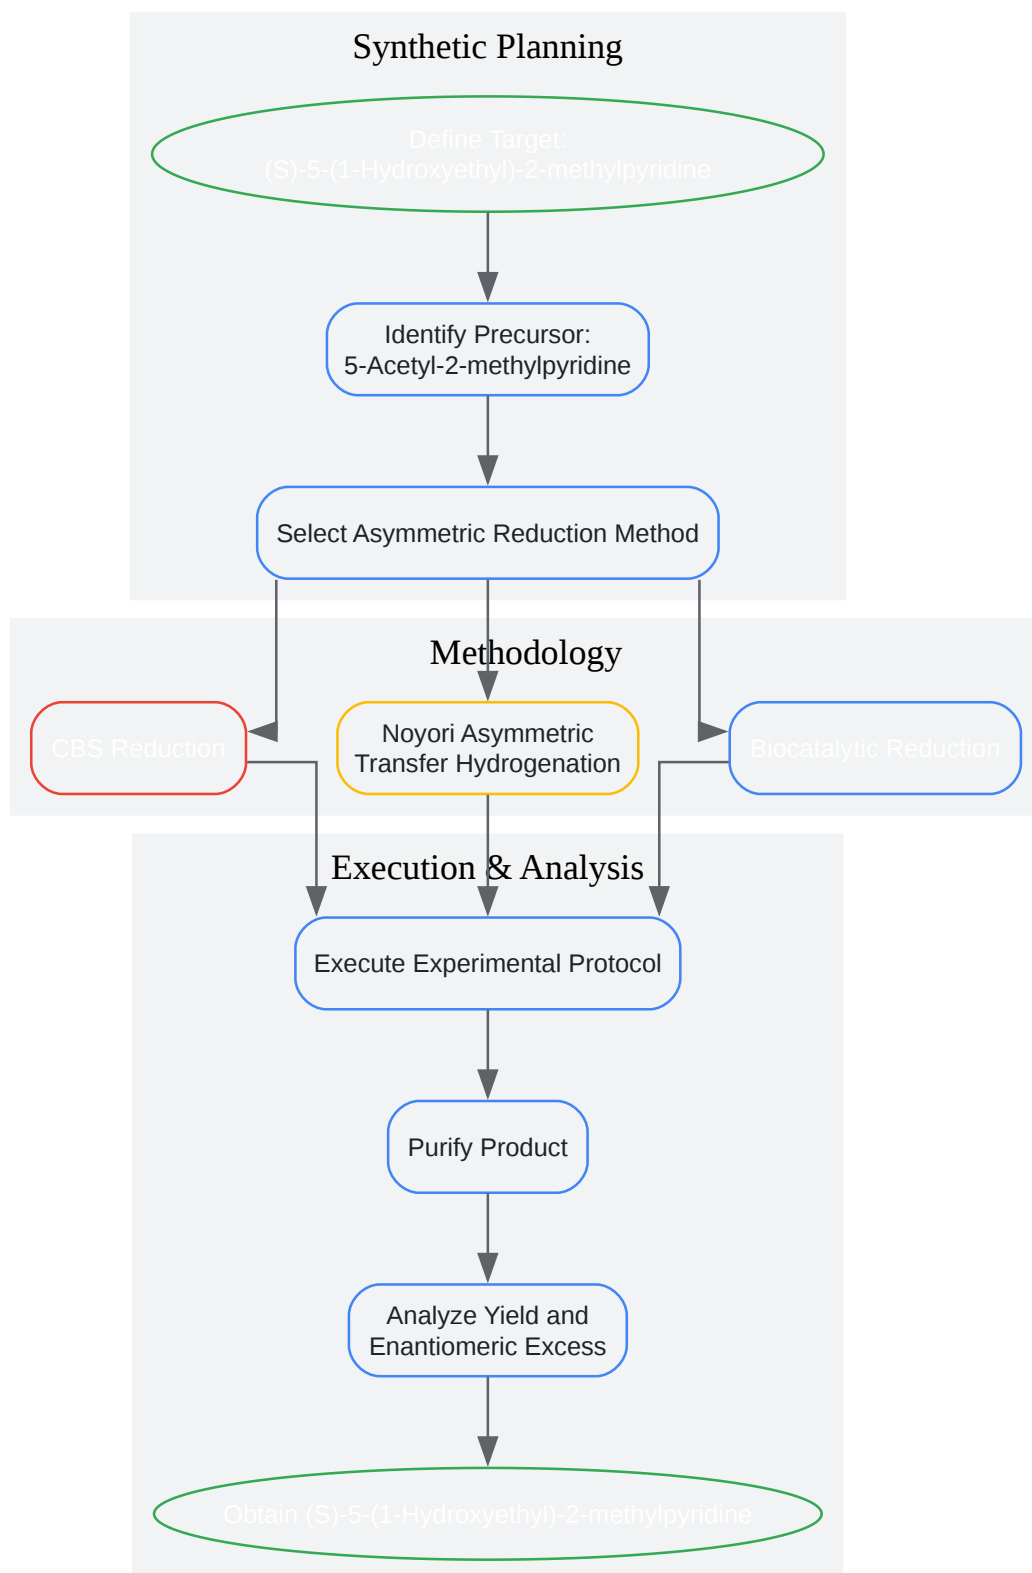 Synthetic Planning
Define Target:
(S)-5-(1-Hydroxyethyl)-2-methylpyridine
Identify Precursor:
5-Acetyl-2-methylpyridine
Select Asymmetric Reduction Method
Methodology
CBS Reduction
Noyori Asymmetric
Transfer Hydrogenation
Biocatalytic Reduction
Execution & Analysis
Execute Experimental Protocol
Purify Product
Analyze Yield and
Enantiomeric Excess
Obtain (S)-5-(1-Hydroxyethyl)-2-methylpyridine